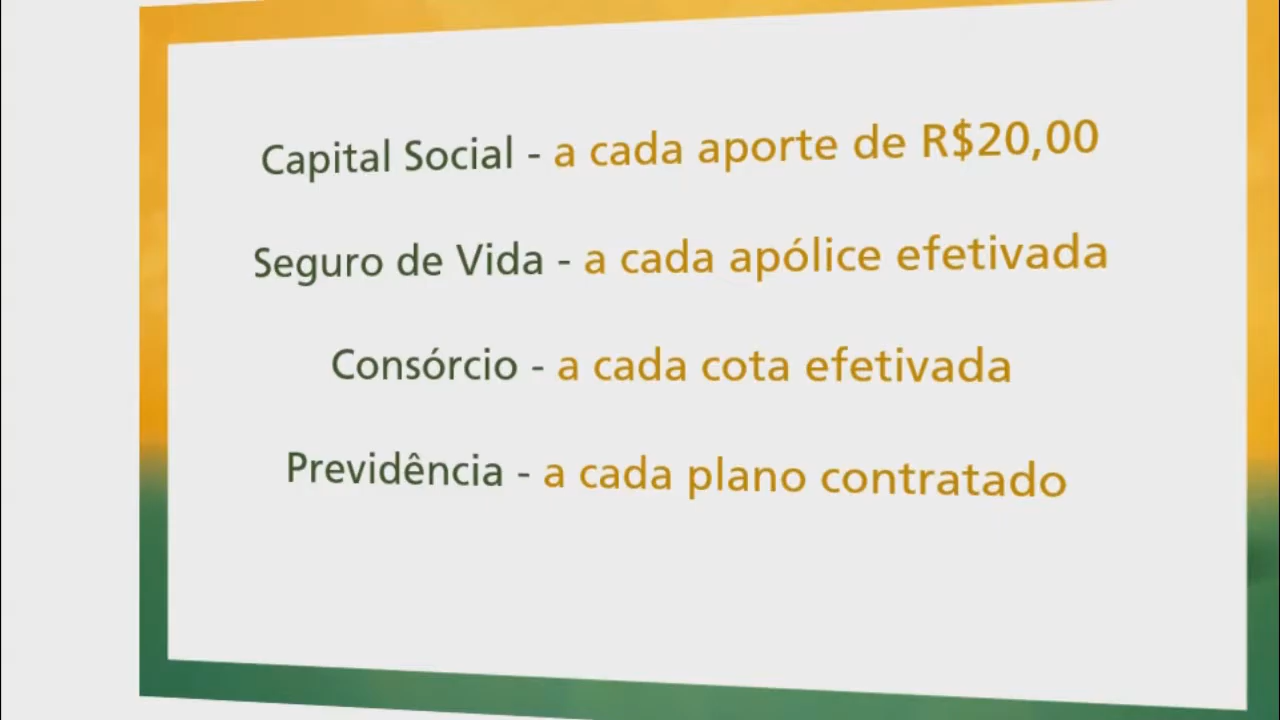 Capital Social - a cada aporte de R$20,00
Seguro de Vida - a cada apólice efetivada
Consórcio - a cada cota efetivada
Previdência - a cada plano contratado